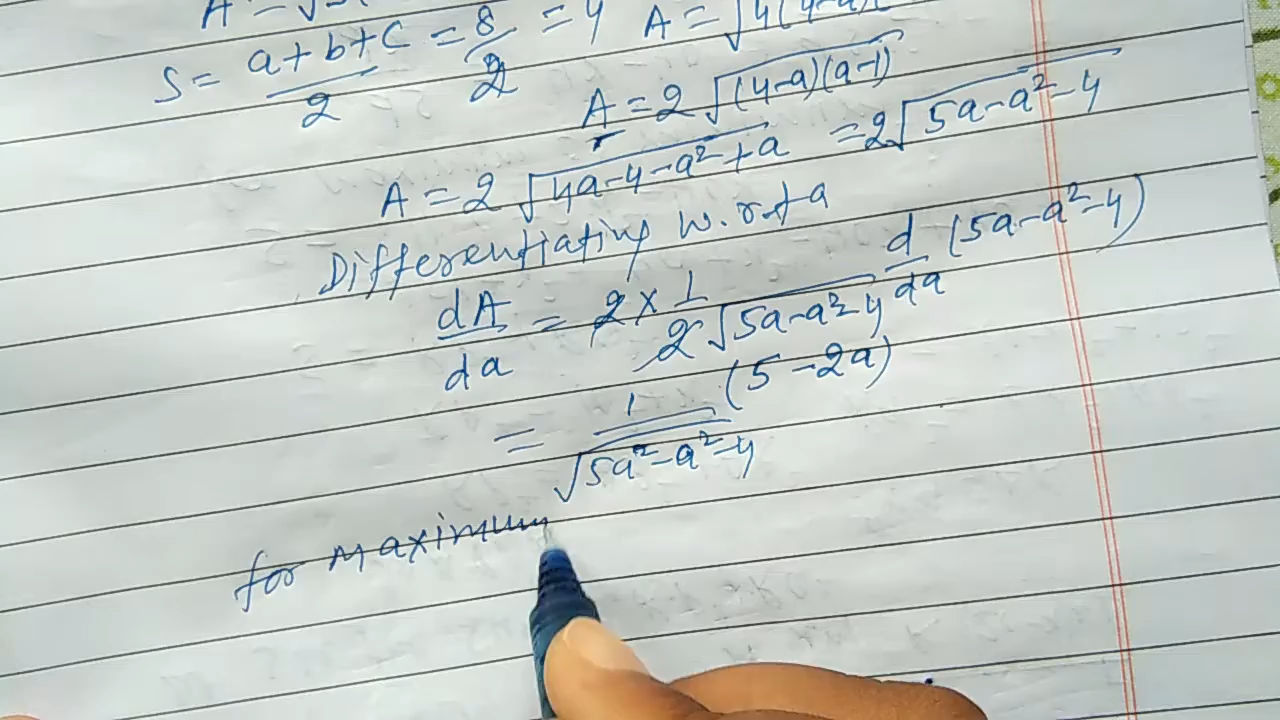 A = √
S = a+b+c/2 = 8/2 = 4 A = √4(4-a)(
A = 2√(4-a)(a-1)
A = 2√4a-4-a²+a = 2√5a-a²-4
Differentiating w.r.t a
dA/da = 2 × 1/2√5a-a² 4 d/da (5a-a²-4)
= 1/√5a²-a²-4 (5-2a)
for maximum